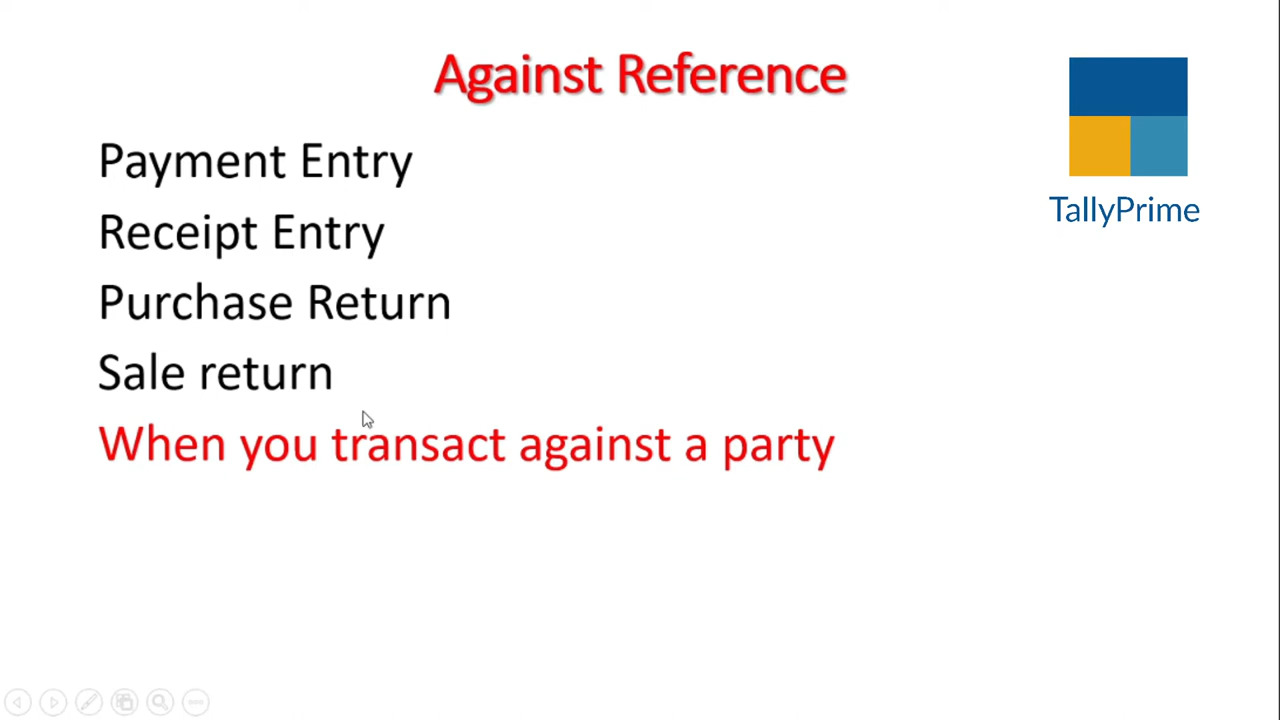 Against Reference
TallyPrime
Payment Entry
Receipt Entry
Purchase Return
Sale return
When you transact against a party